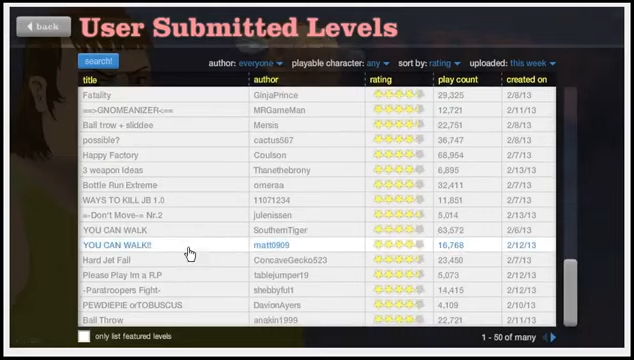 back User Submitted Levels
search! author: everyone playable character: any sort by: rating uploaded: this week
title author rating play count created on
Fatality GinjaPrince 29,325 2/8/13
==>GNOMEANIZER<== MRGameMan 12,721 2/11/13
Ball trow + sliddee Mersis 22,751 2/8/13
possible? cactus567 36,747 2/8/13
Happy Factory Coulson 68,954 2/7/13
3 weapon Ideas Thanethebrony 6,895 2/13/13
Bottle Run Extreme omeraa 32,411 2/7/13
WAYS TO KILL JB 1.0 11071234 11,851 2/7/13
=-Don't Move-= Nr.2 julenissen 5,014 2/13/13
YOU CAN WALK SouthernTiger 63,572 2/6/13
YOU CAN WALK!! matt0909 16,768 2/12/13
Hard Jet Fall ConcaveGecko523 23,450 2/7/13
Please Play Im a R.P tablejumper19 5,073 2/12/13
-Paratroopers Fight- shebbyful1 14,415 2/12/13
PEWDIEPIE orTOBUSCUS DavionAyers 4,109 2/10/13
Ball Throw anakin1999 22,721 2/11/13
only list featured levels 1 - 50 of many